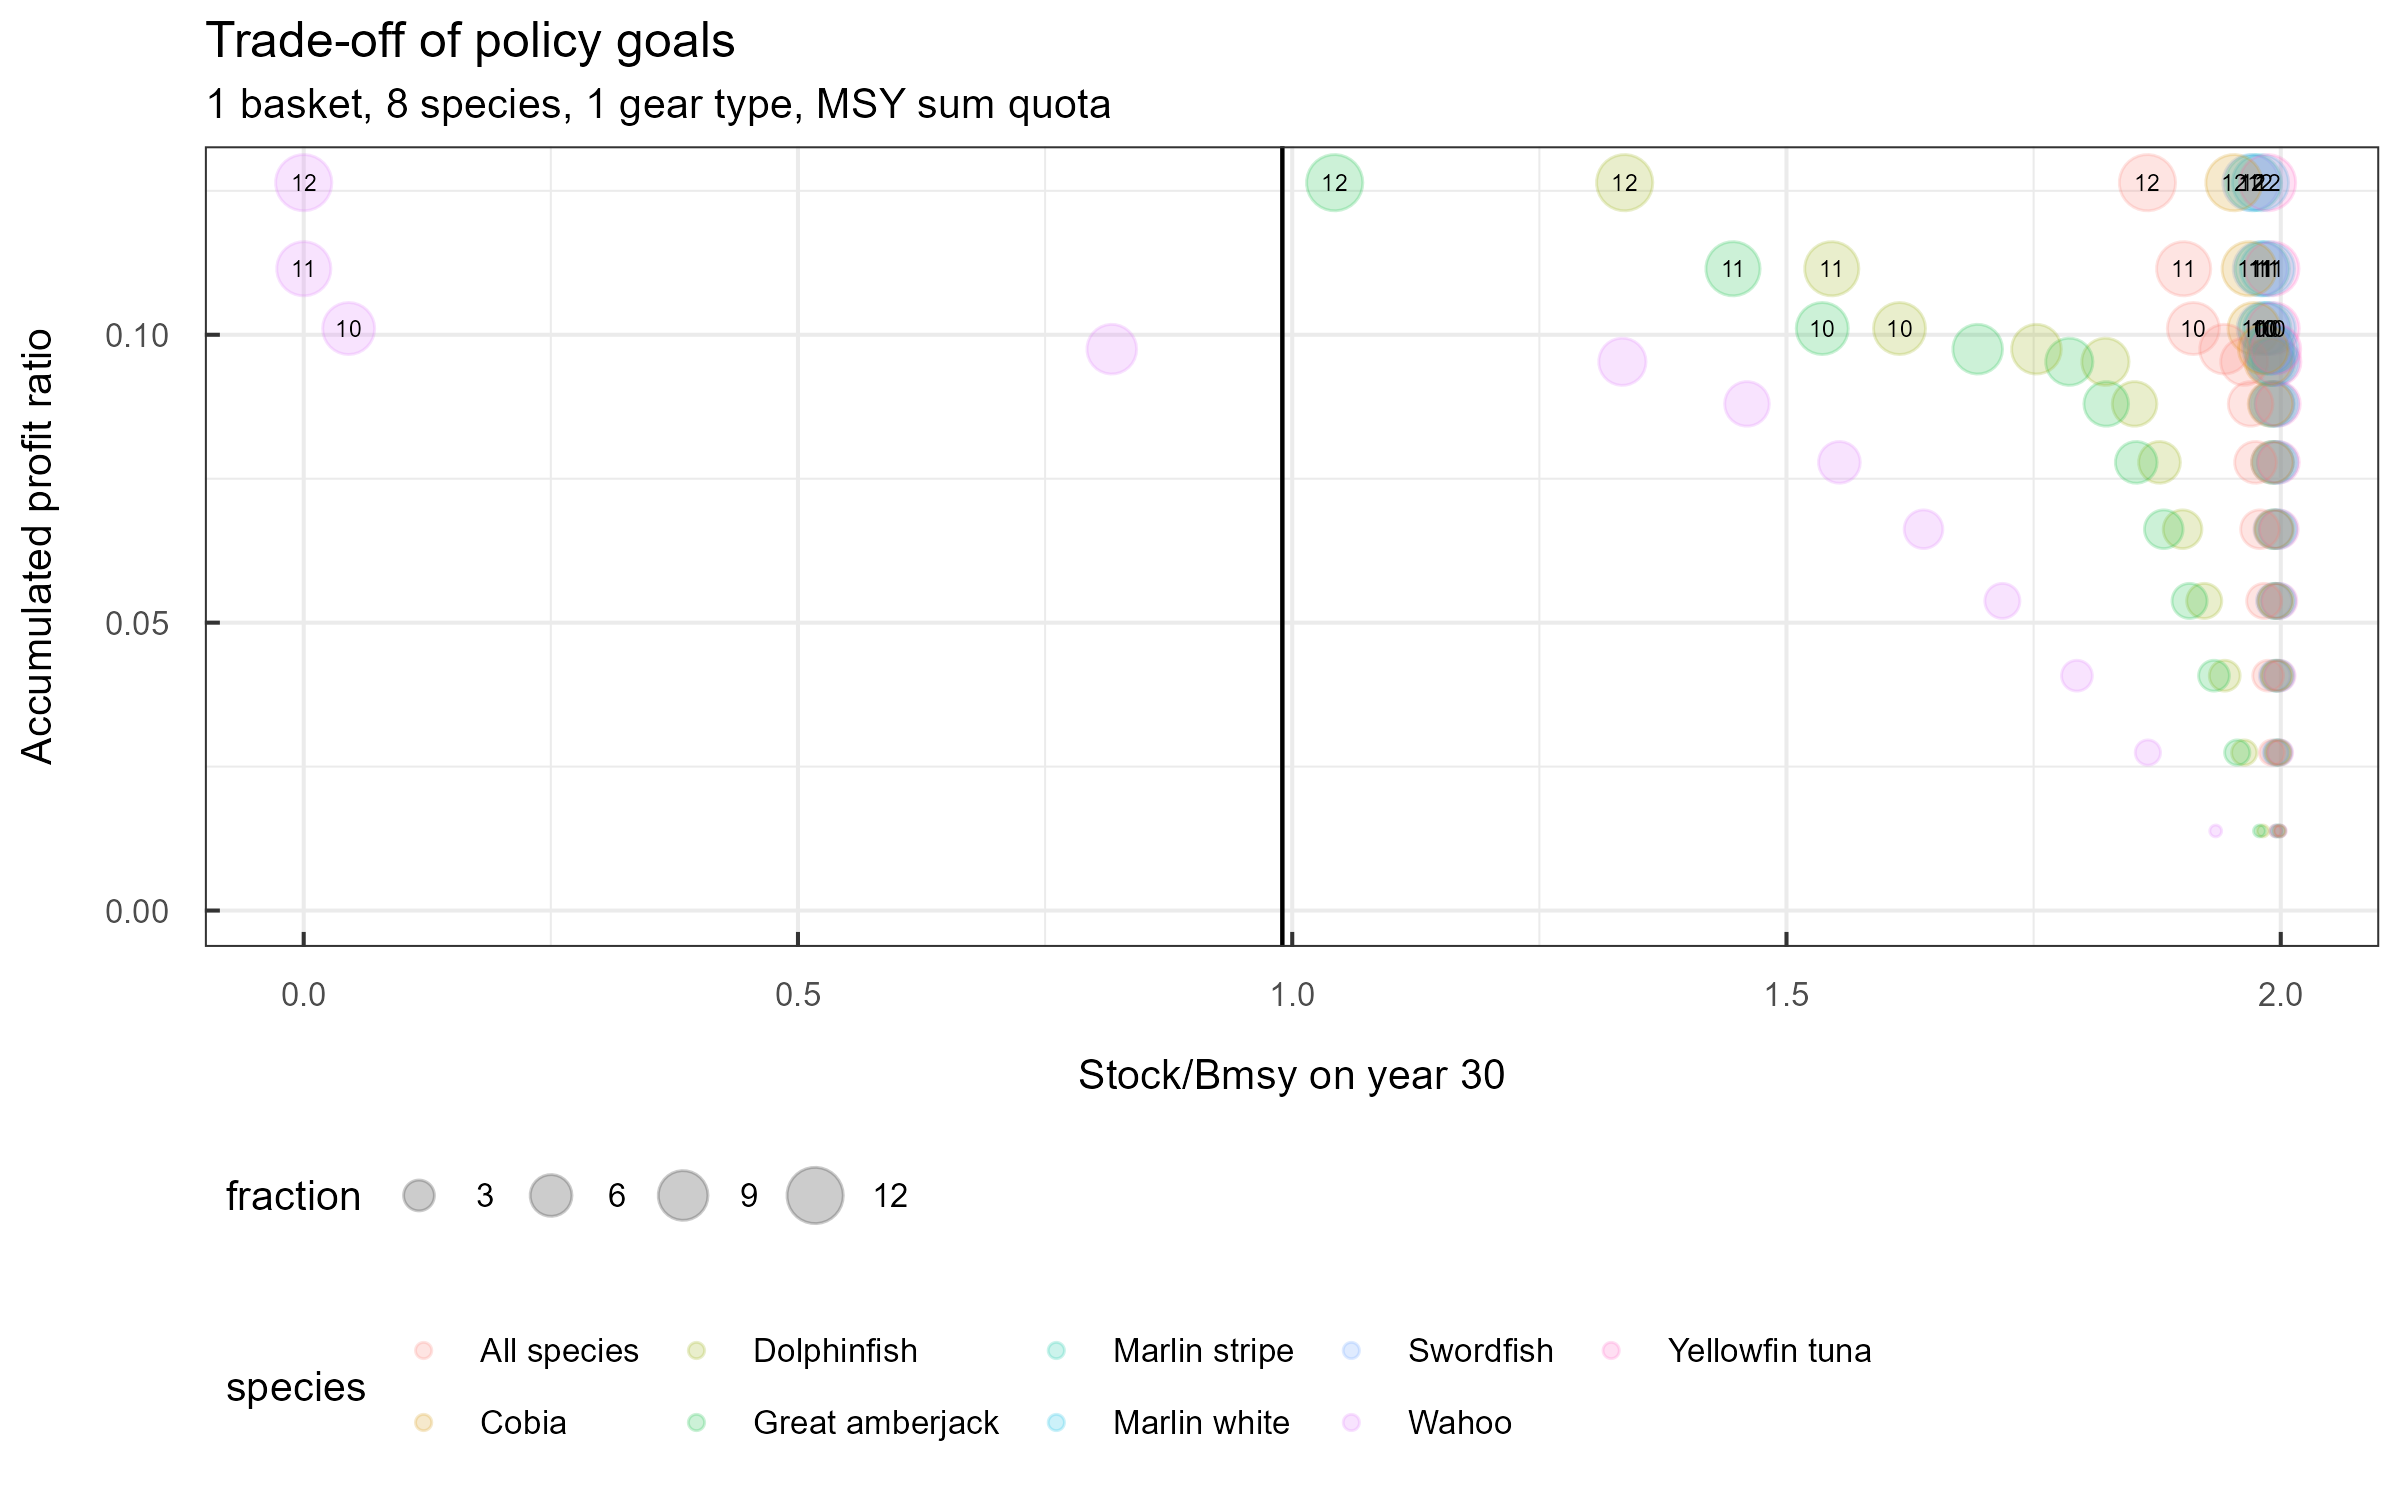 Trade-off of policy goals
1 basket, 8 species, 1 gear type, MSY sum quota
Accumulated profit ratio
12 12 12 12
11 11 11 11
10 10 10 10
0.10
0.05
0.00
0.0 0.5 1.0 1.5 2.0
Stock/Bmsy on year 30
fraction 3 6 9 12
species
All species Dolphinfish Marlin stripe Swordfish Yellowfin tuna
Cobia Great amberjack Marlin white Wahoo